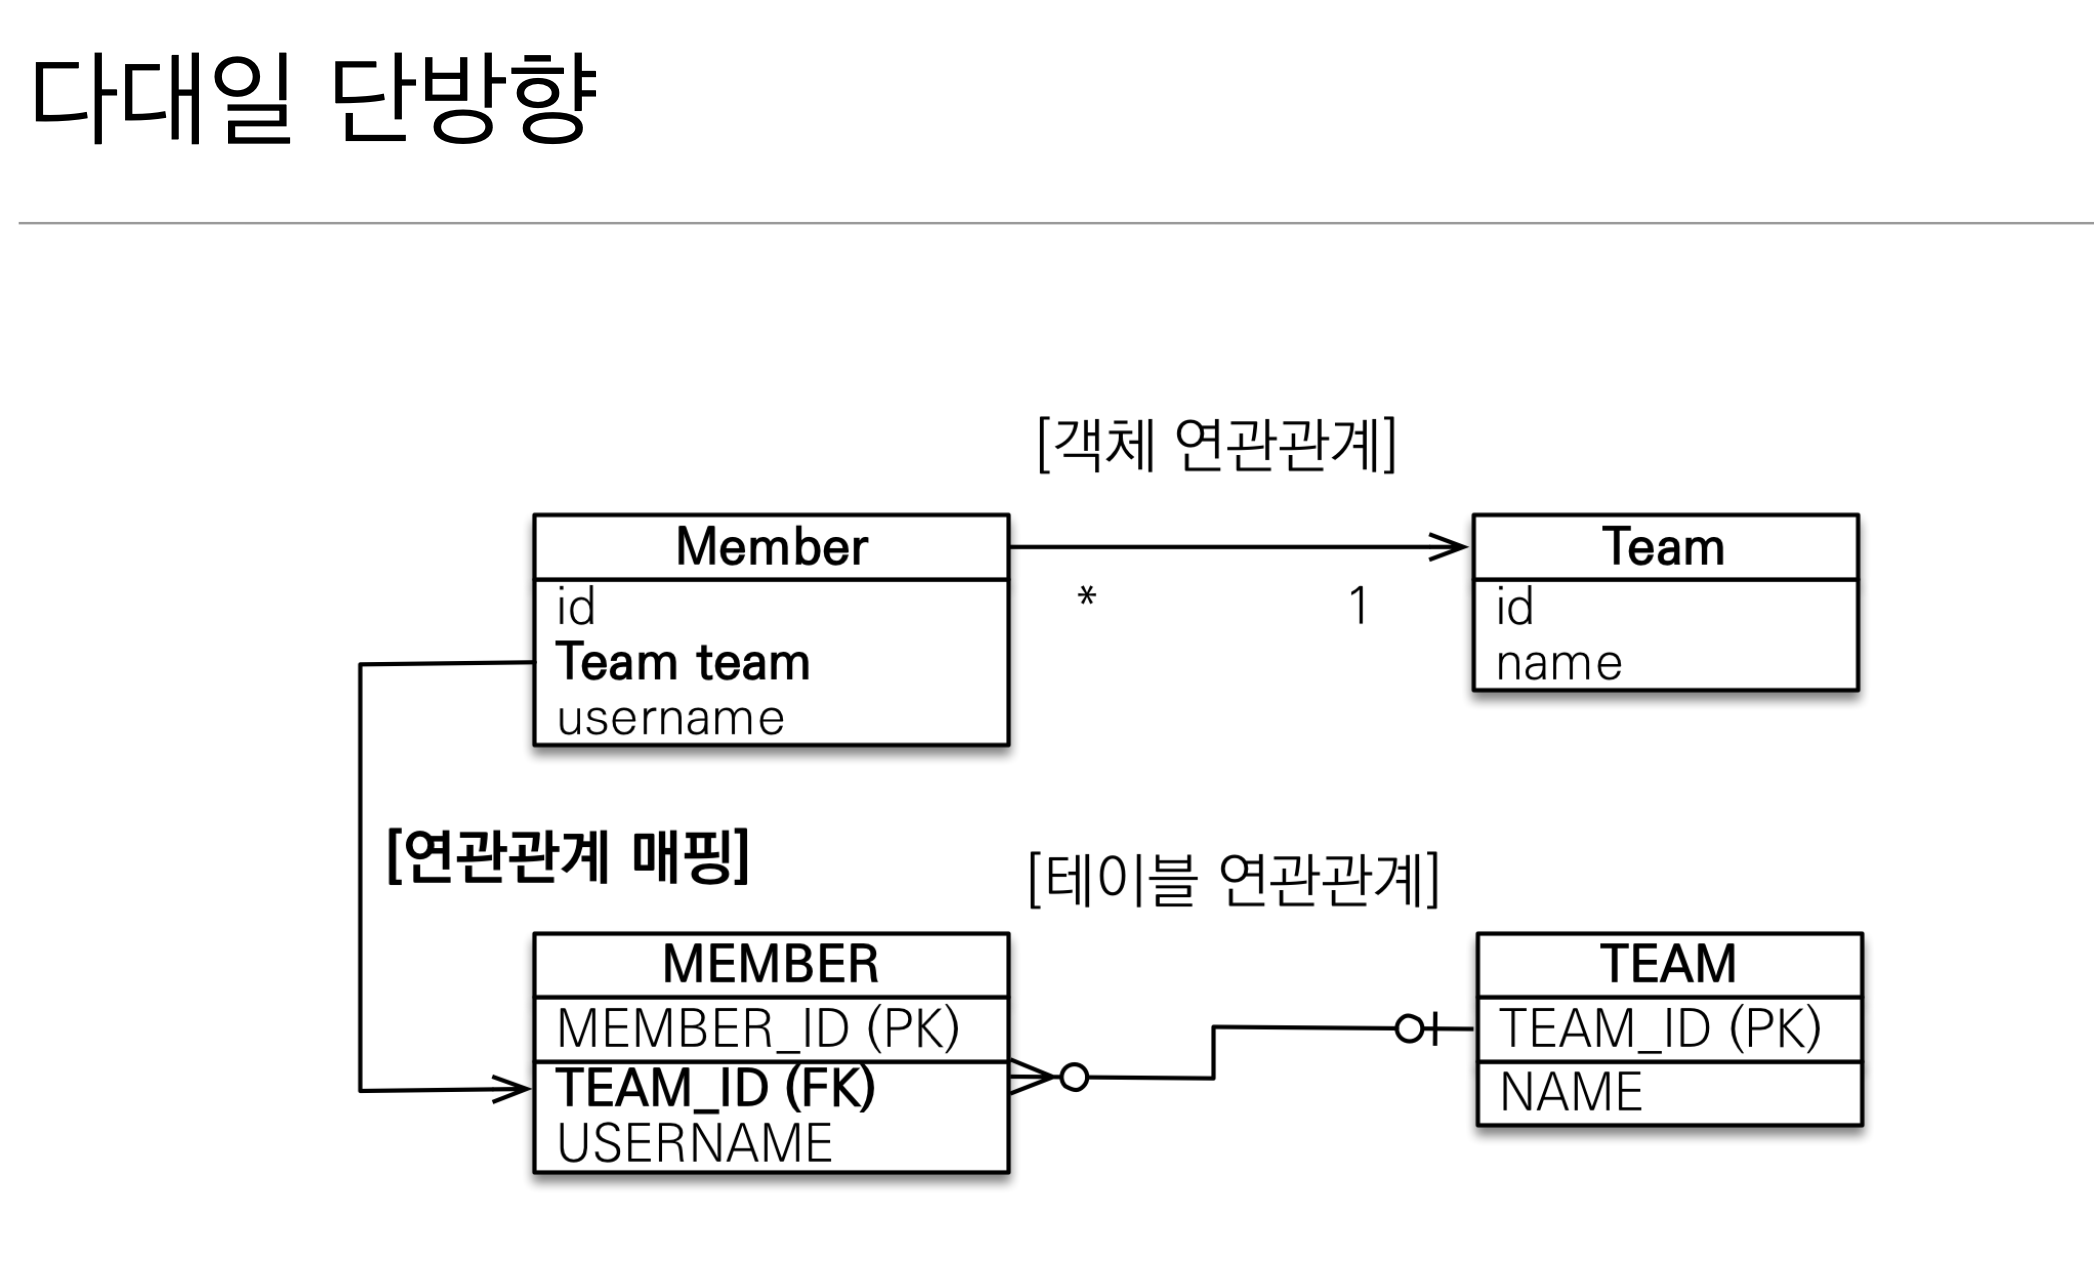 다대일 단방향
[객체 연관관계]
Member
id
Team team
username
* 1
Team
id
name
[연관관계 매핑]
[테이블 연관관계]
MEMBER
MEMBER_ID (PK)
TEAM_ID (FK)
USERNAME
TEAM
TEAM_ID (PK)
NAME